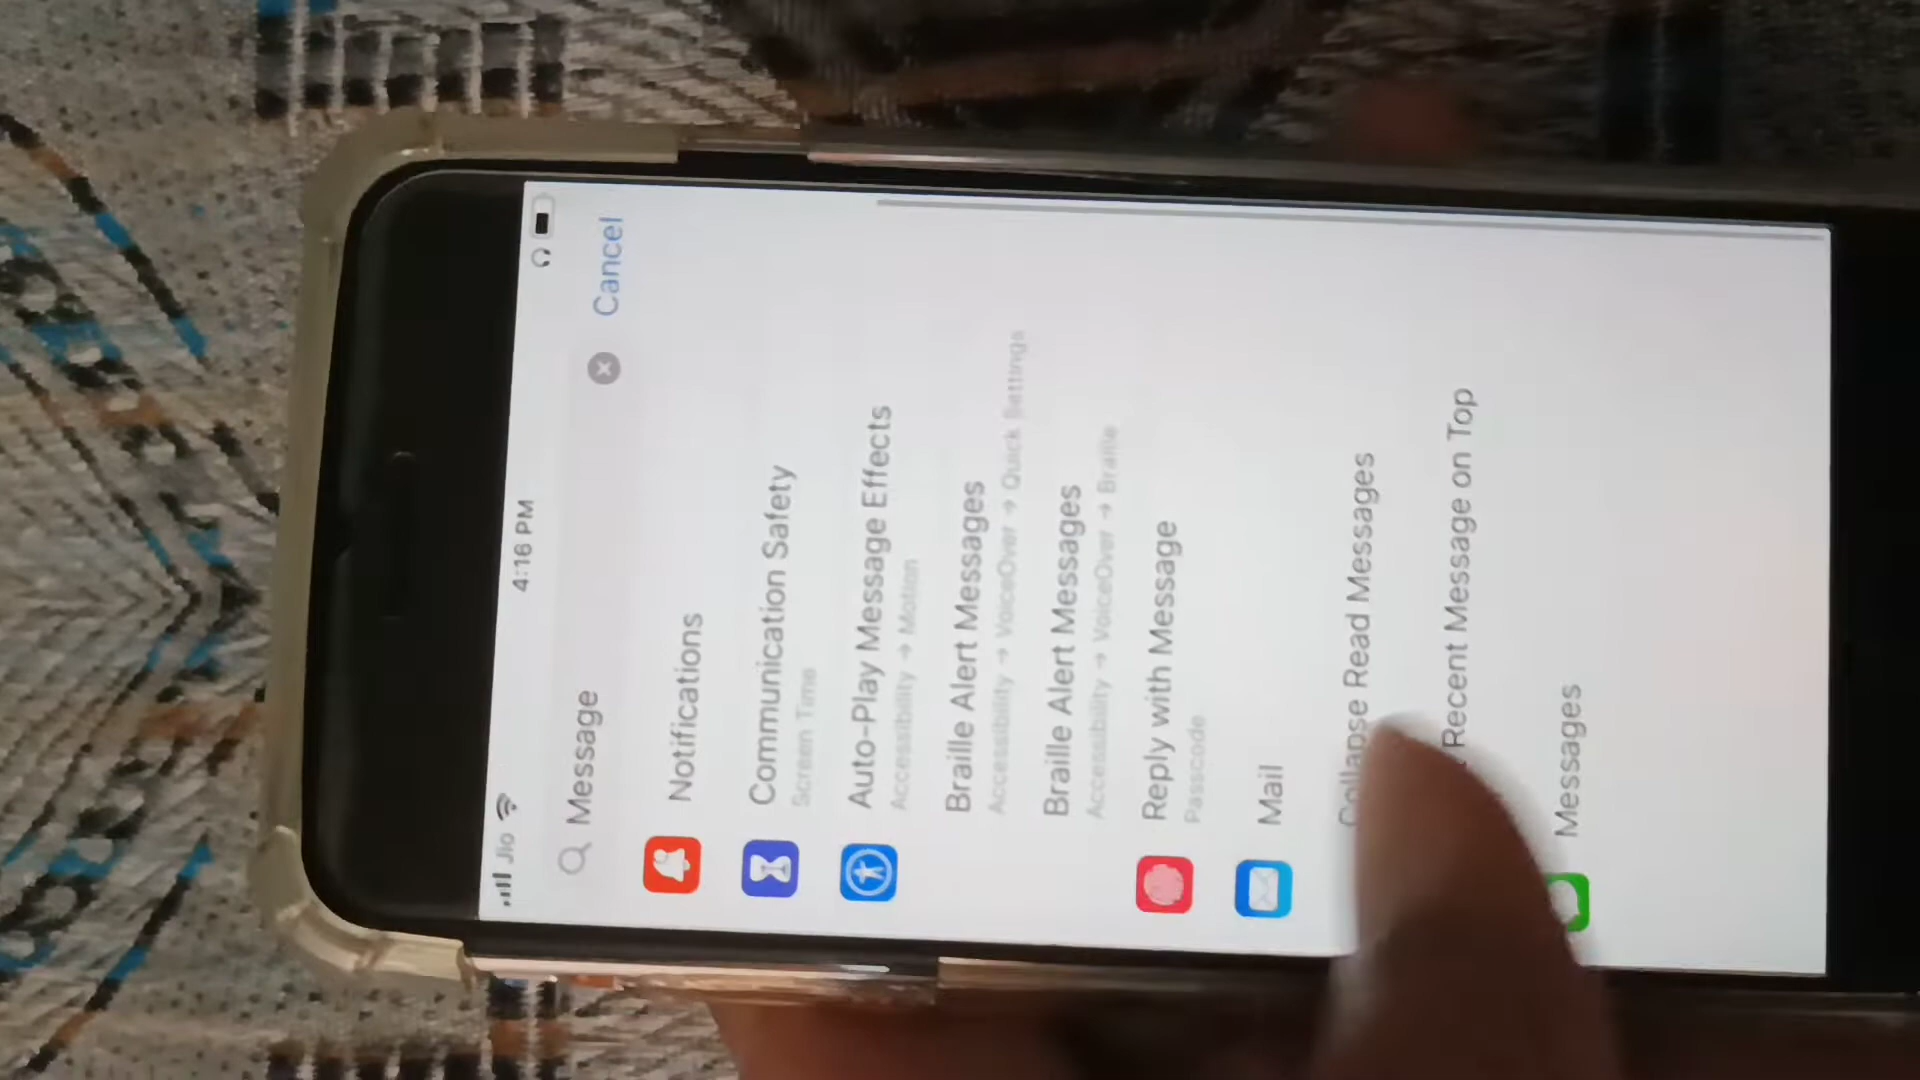 Jio 4:16 PM
Message Cancel
Notifications
Communication Safety
Screen Time
Auto-Play Message Effects
Accessibility → Motion
Braille Alert Messages
Accessibility → VoiceOver → Quick Settings
Braille Alert Messages
Accessibility → VoiceOver → Braille
Reply with Message
Passcode
Mail
Collapse Read Messages
Recent Message on Top
Messages